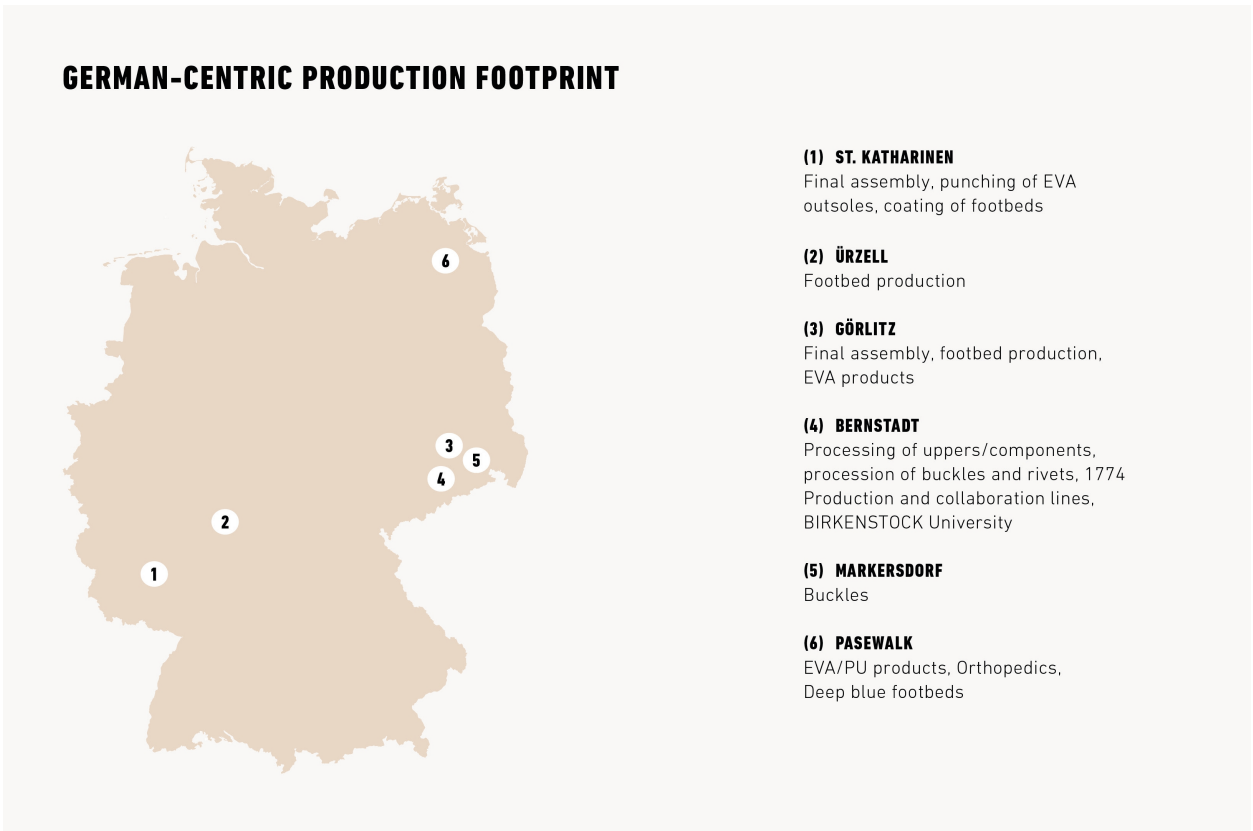 GERMAN-CENTRIC PRODUCTION FOOTPRINT
6
3
5
4
2
1
(1) ST. KATHARINEN
Final assembly, punching of EVA
outsoles, coating of footbeds
(2) ÜRZELL
Footbed production
(3) GÖRLITZ
Final assembly, footbed production,
EVA products
(4) BERNSTADT
Processing of uppers/components,
procession of buckles and rivets, 1774
Production and collaboration lines,
BIRKENSTOCK University
(5) MARKERSDORF
Buckles
(6) PASEWALK
EVA/PU products, Orthopedics,
Deep blue footbeds